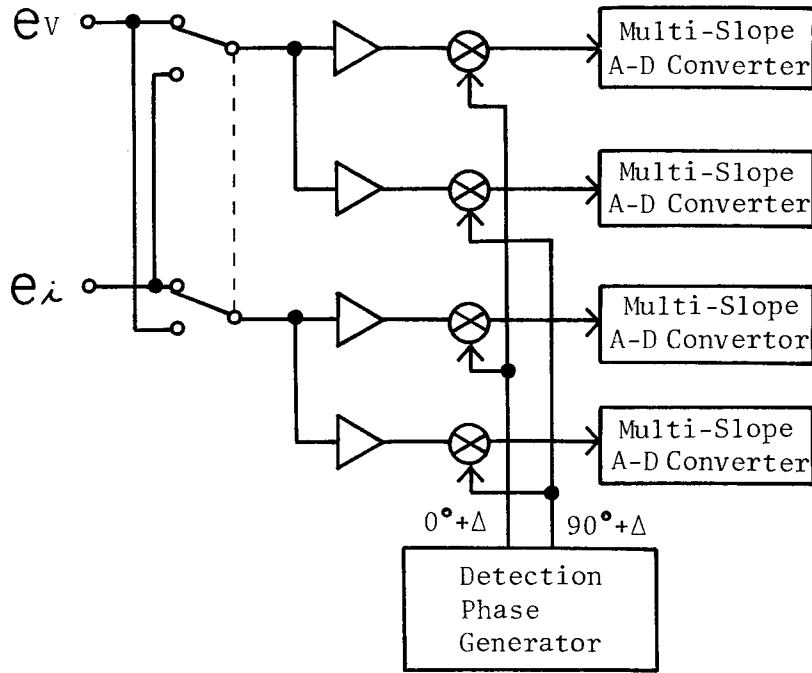 ev
Multi-Slope
A-D Converter
Multi-Slope
A-D Converter
ei
Multi-Slope
A-D Convertor
Multi-Slope
A-D Converter
0°+Δ
90°+Δ
Detection
Phase
Generator